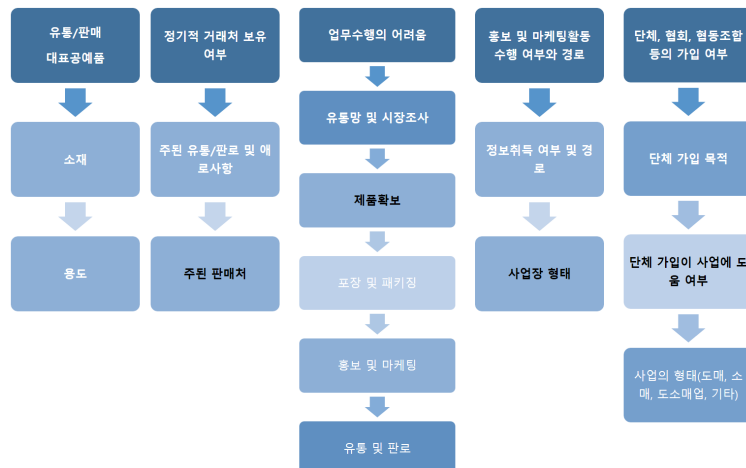 유통/판매
대표공예품
소재
용도
정기적 거래처 보유
여부
주된 유통/판로 및 애
로사항
주된 판매처
업무수행의 어려움
유통망 및 시장조사
제품확보
포장 및 패키징
홍보 및 마케팅
유통 및 판로
홍보 및 마케팅활동
수행 여부와 경로
정보취득 여부 및 경
로
사업장 형태
단체, 협회, 협동조합
등의 가입 여부
단체 가입 목적
단체 가입이 사업에 도
움 여부
사업의 형태(도매, 소
매, 도소매업, 기타)